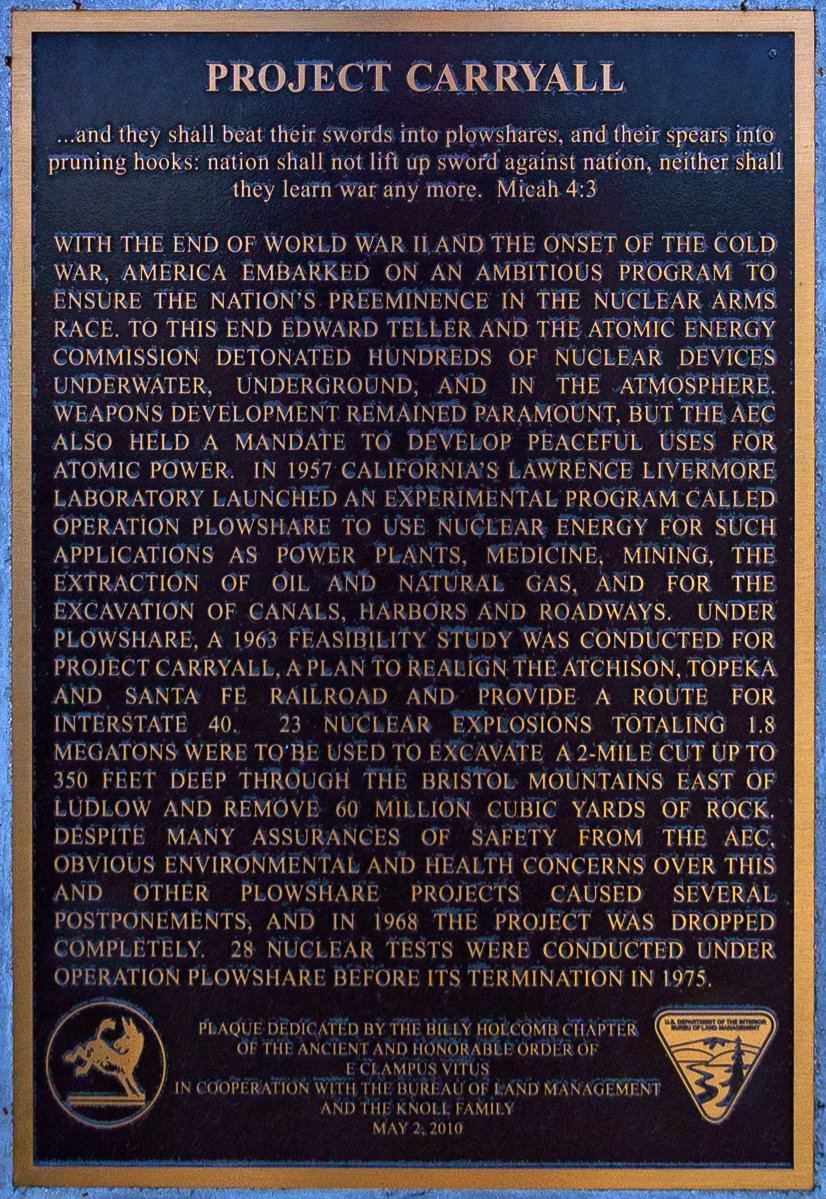 PROJECT CARRYALL
...and they shall beat their swords into plowshares, and their spears into
pruning hooks: nation shall not lift up sword against nation, neither shall
they learn war any more. Micah 4:3
WITH THE END OF WORLD WAR II AND THE ONSET OF THE COLD
WAR, AMERICA EMBARKED ON AN AMBITIOUS PROGRAM TO
ENSURE THE NATION'S PREEMINENCE IN THE NUCLEAR ARMS
RACE. TO THIS END EDWARD TELLER AND THE ATOMIC ENERGY
COMMISSION DETONATED HUNDREDS OF NUCLEAR DEVICES
UNDERWATER, UNDERGROUND, AND IN THE ATMOSPHERE.
WEAPONS DEVELOPMENT REMAINED PARAMOUNT, BUT THE AEC
ALSO HELD A MANDATE TO DEVELOP PEACEFUL USES FOR
ATOMIC POWER. IN 1957 CALIFORNIA'S LAWRENCE LIVERMORE
LABORATORY LAUNCHED AN EXPERIMENTAL PROGRAM CALLED
OPERATION PLOWSHARE TO USE NUCLEAR ENERGY FOR SUCH
APPLICATIONS AS POWER PLANTS, MEDICINE, MINING, THE
EXTRACTION OF OIL AND NATURAL GAS, AND FOR THE
EXCAVATION OF CANALS, HARBORS AND ROADWAYS. UNDER
PLOWSHARE, A 1963 FEASIBILITY STUDY WAS CONDUCTED FOR
PROJECT CARRYALL, A PLAN TO REALIGN THE ATCHISON, TOPEKA
AND SANTA FE RAILROAD AND PROVIDE A ROUTE FOR
INTERSTATE 40. 23 NUCLEAR EXPLOSIONS TOTALING 1.8
MEGATONS WERE TO BE USED TO EXCAVATE A 2-MILE CUT UP TO
350 FEET DEEP THROUGH THE BRISTOL MOUNTAINS EAST OF
LUDLOW AND REMOVE 60 MILLION CUBIC YARDS OF ROCK.
DESPITE MANY ASSURANCES OF SAFETY FROM THE AEC,
OBVIOUS ENVIRONMENTAL AND HEALTH CONCERNS OVER THIS
AND OTHER PLOWSHARE PROJECTS CAUSED SEVERAL
POSTPONEMENTS, AND IN 1968 THE PROJECT WAS DROPPED
COMPLETELY. 28 NUCLEAR TESTS WERE CONDUCTED UNDER
OPERATION PLOWSHARE BEFORE ITS TERMINATION IN 1975.
PLAQUE DEDICATED BY THE BILLY HOLCOMB CHAPTER
OF THE ANCIENT AND HONORABLE ORDER OF
E CLAMPUS VITUS
IN COOPERATION WITH THE BUREAU OF LAND MANAGEMENT
AND THE KNOLL FAMILY
MAY 2, 2010
U.S. DEPARTMENT OF THE INTERIOR
BUREAU OF LAND MANAGEMENT